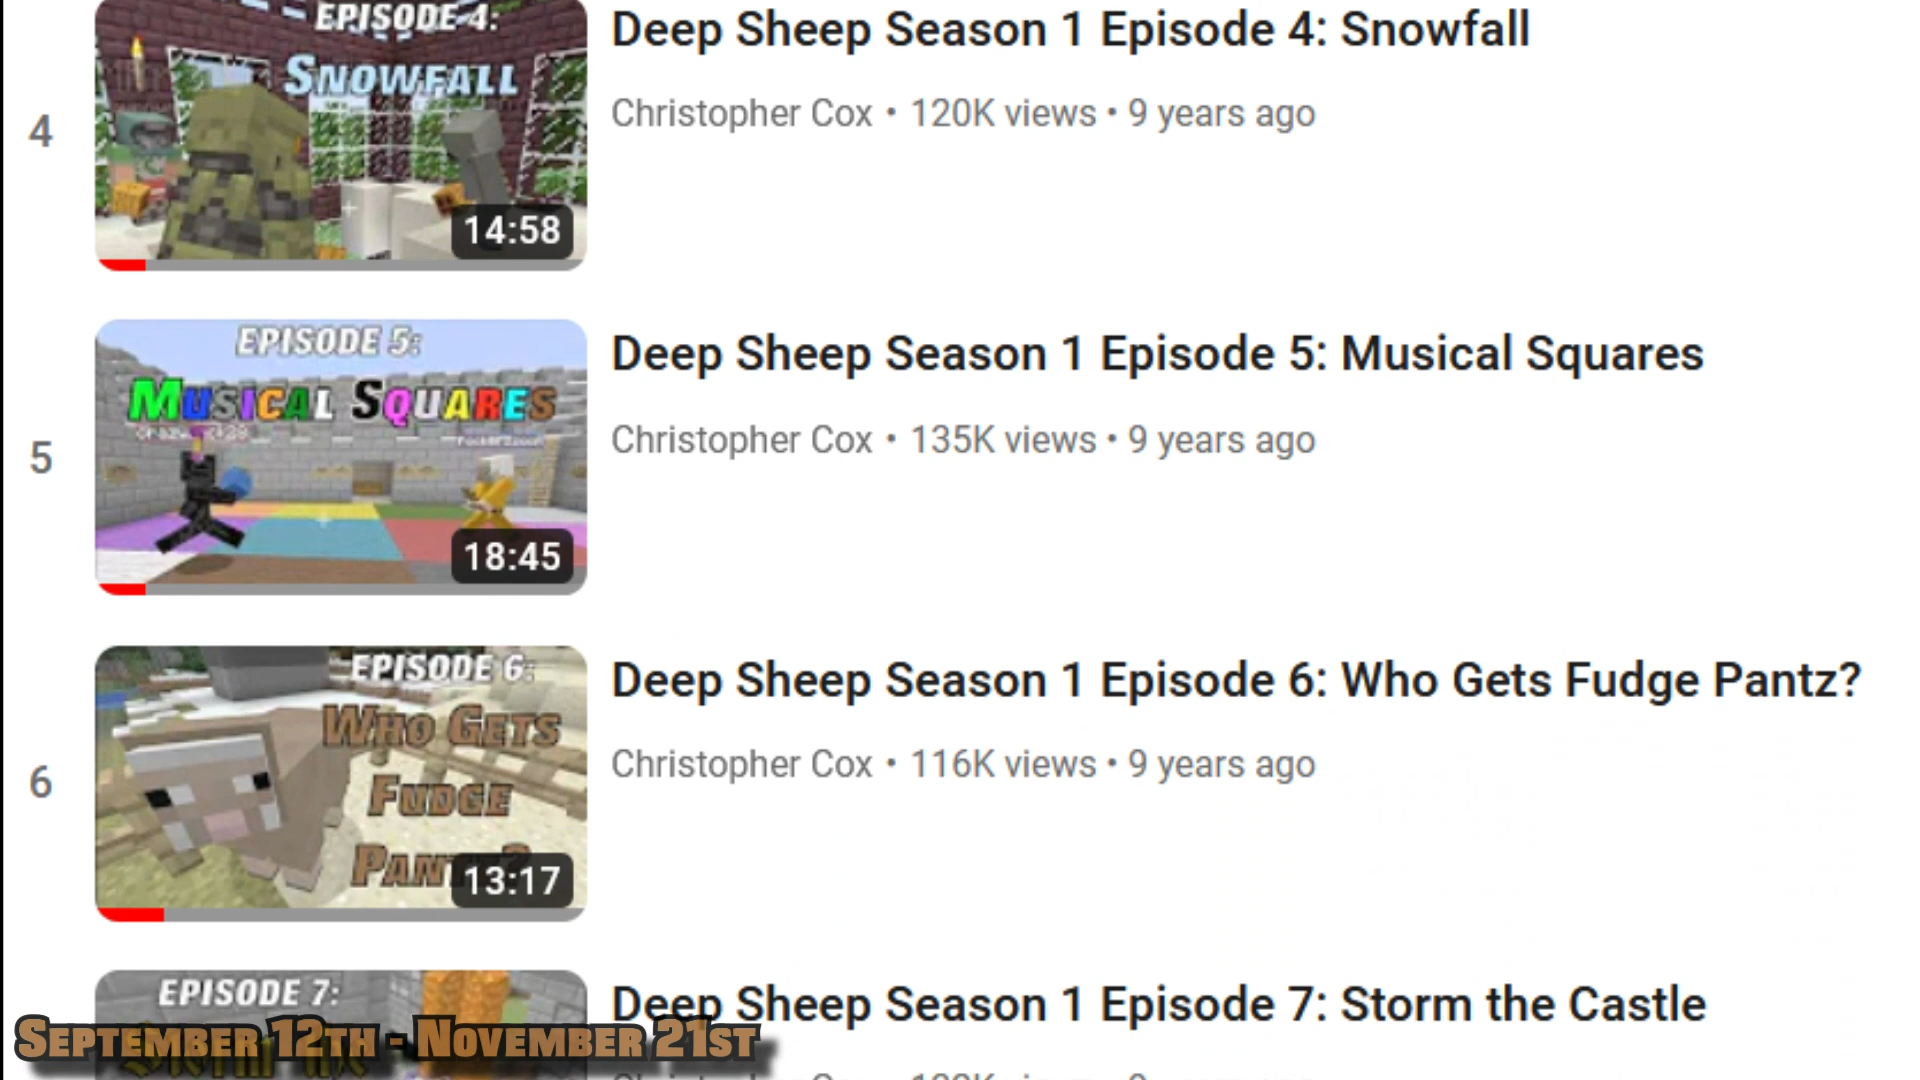 EPISODE 4:
SNOWFALL
14:58
4
Deep Sheep Season 1 Episode 4: Snowfall
Christopher Cox • 120K views • 9 years ago
EPISODE 5:
MUSICAL SQUARES
18:45
5
Deep Sheep Season 1 Episode 5: Musical Squares
Christopher Cox • 135K views • 9 years ago
EPISODE 6:
WHO GETS
FUDGE
13:17
6
Deep Sheep Season 1 Episode 6: Who Gets Fudge Pantz?
Christopher Cox • 116K views • 9 years ago
EPISODE 7:
Deep Sheep Season 1 Episode 7: Storm the Castle
SEPTEMBER 12TH - NOVEMBER 21ST